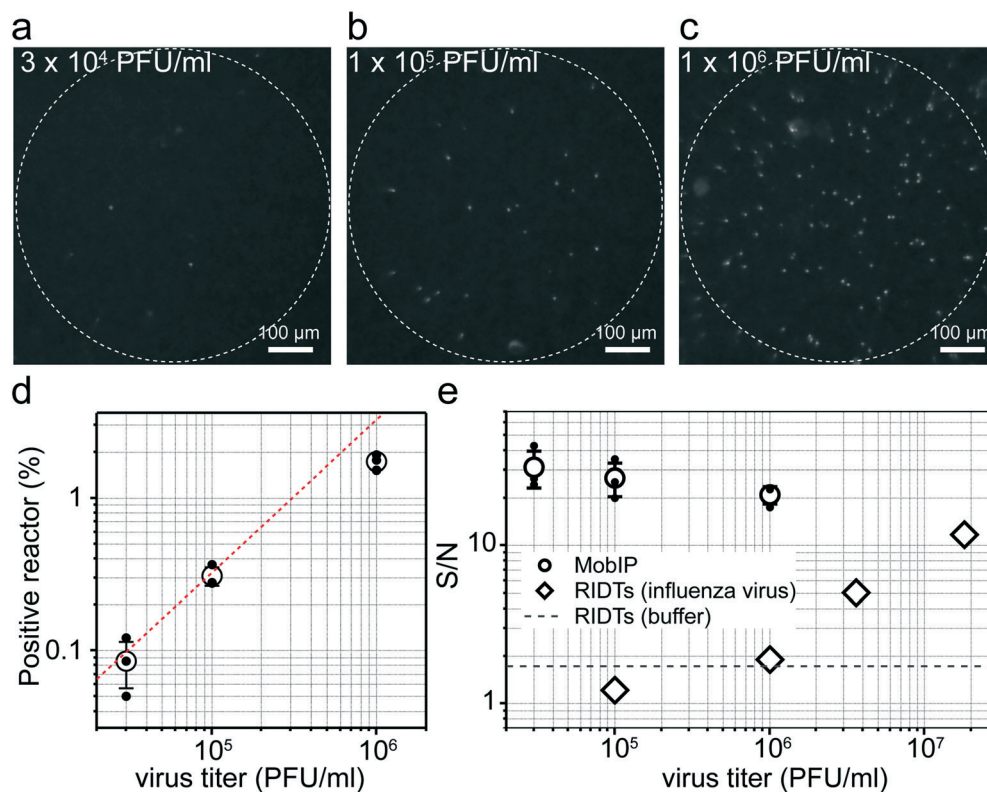 a
b
c
3 x 10⁴ PFU/ml
1 x 10⁵ PFU/ml
1 x 10⁶ PFU/ml
100 µm
100 µm
100 µm
d
Positive reactor (%)
1
0.1
10⁵
10⁶
virus titer (PFU/ml)
e
S/N
10
1
MobIP
RIDTs (influenza virus)
RIDTs (buffer)
10⁵
10⁶
10⁷
virus titer (PFU/ml)